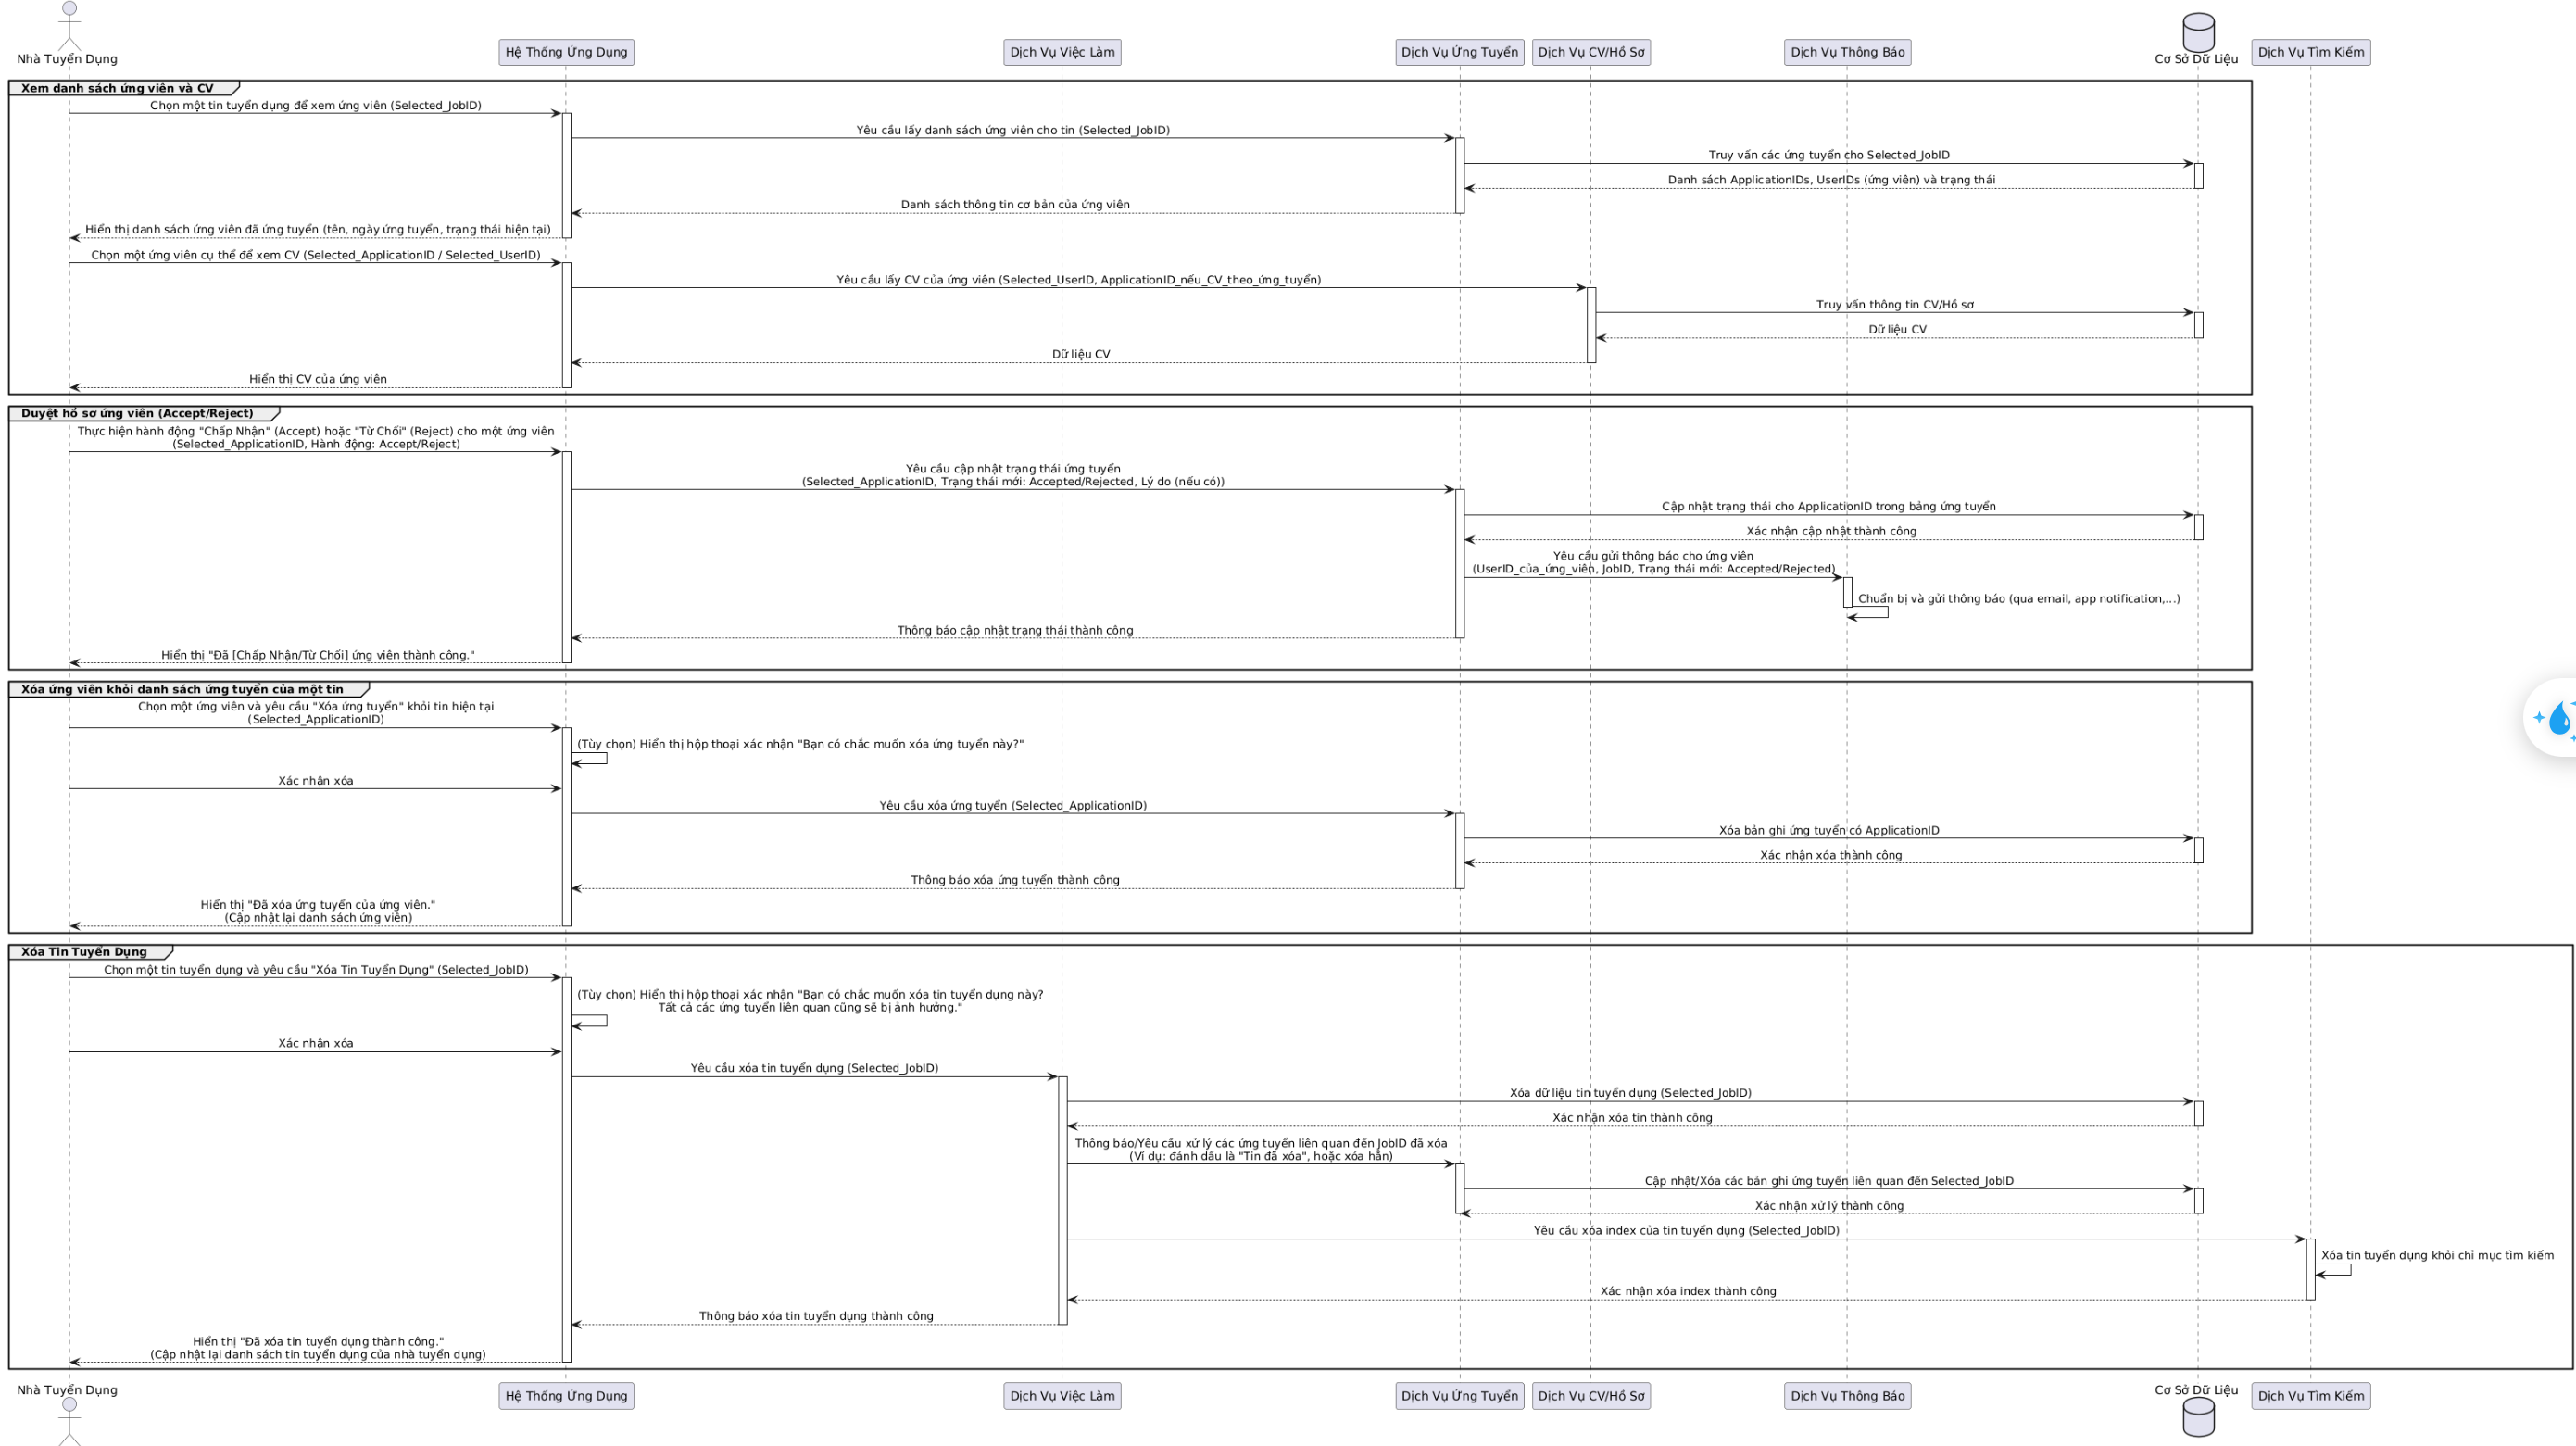 Nhà Tuyển Dụng
Hệ Thống Ứng Dụng
Dịch Vụ Việc Làm
Dịch Vụ Ứng Tuyển
Dịch Vụ CV/Hồ Sơ
Dịch Vụ Thông Báo
Cơ Sở Dữ Liệu
Dịch Vụ Tìm Kiếm
Xem danh sách ứng viên và CV
Chọn một tin tuyển dụng để xem ứng viên (Selected_JobID)
Yêu cầu lấy danh sách ứng viên cho tin (Selected_JobID)
Truy vấn các ứng tuyển cho Selected_JobID
Danh sách ApplicationIDs, UserIDs (ứng viên) và trạng thái
Danh sách thông tin cơ bản của ứng viên
Hiển thị danh sách ứng viên đã ứng tuyển (tên, ngày ứng tuyển, trạng thái hiện tại)
Chọn một ứng viên cụ thể để xem CV (Selected_ApplicationID / Selected_UserID)
Yêu cầu lấy CV của ứng viên (Selected_UserID, ApplicationID_nếu_CV_theo_ứng_tuyển)
Truy vấn thông tin CV/Hồ sơ
Dữ liệu CV
Dữ liệu CV
Hiển thị CV của ứng viên
Duyệt hồ sơ ứng viên (Accept/Reject)
Thực hiện hành động "Chấp Nhận" (Accept) hoặc "Từ Chối" (Reject) cho một ứng viên
(Selected_ApplicationID, Hành động: Accept/Reject)
Yêu cầu cập nhật trạng thái ứng tuyển
(Selected_ApplicationID, Trạng thái mới: Accepted/Rejected, Lý do (nếu có))
Cập nhật trạng thái cho ApplicationID trong bảng ứng tuyển
Xác nhận cập nhật thành công
Yêu cầu gửi thông báo cho ứng viên
(UserID_của_ứng_viên, JobID, Trạng thái mới: Accepted/Rejected)
Chuẩn bị và gửi thông báo (qua email, app notification,...)
Thông báo cập nhật trạng thái thành công
Hiển thị "Đã [Chấp Nhận/Từ Chối] ứng viên thành công."
Xóa ứng viên khỏi danh sách ứng tuyển của một tin
Chọn một ứng viên và yêu cầu "Xóa ứng tuyển" khỏi tin hiện tại
(Selected_ApplicationID)
(Tùy chọn) Hiển thị hộp thoại xác nhận "Bạn có chắc muốn xóa ứng tuyển này?"
Xác nhận xóa
Yêu cầu xóa ứng tuyển (Selected_ApplicationID)
Xóa bản ghi ứng tuyển có ApplicationID
Xác nhận xóa thành công
Thông báo xóa ứng tuyển thành công
Hiển thị "Đã xóa ứng tuyển của ứng viên."
(Cập nhật lại danh sách ứng viên)
Xóa Tin Tuyển Dụng
Chọn một tin tuyển dụng và yêu cầu "Xóa Tin Tuyển Dụng" (Selected_JobID)
(Tùy chọn) Hiển thị hộp thoại xác nhận "Bạn có chắc muốn xóa tin tuyển dụng này?
Tất cả các ứng tuyển liên quan cũng sẽ bị ảnh hưởng."
Xác nhận xóa
Yêu cầu xóa tin tuyển dụng (Selected_JobID)
Xóa dữ liệu tin tuyển dụng (Selected_JobID)
Xác nhận xóa tin thành công
Thông báo/Yêu cầu xử lý các ứng tuyển liên quan đến JobID đã xóa
(Ví dụ: đánh dấu là "Tin đã xóa", hoặc xóa hẳn)
Cập nhật/Xóa các bản ghi ứng tuyển liên quan đến Selected_JobID
Xác nhận xử lý thành công
Yêu cầu xóa index của tin tuyển dụng (Selected_JobID)
Xóa tin tuyển dụng khỏi chỉ mục tìm kiếm
Xác nhận xóa index thành công
Thông báo xóa tin tuyển dụng thành công
Hiển thị "Đã xóa tin tuyển dụng thành công."
(Cập nhật lại danh sách tin tuyển dụng của nhà tuyển dụng)
Nhà Tuyển Dụng
Hệ Thống Ứng Dụng
Dịch Vụ Việc Làm
Dịch Vụ Ứng Tuyển
Dịch Vụ CV/Hồ Sơ
Dịch Vụ Thông Báo
Cơ Sở Dữ Liệu
Dịch Vụ Tìm Kiếm